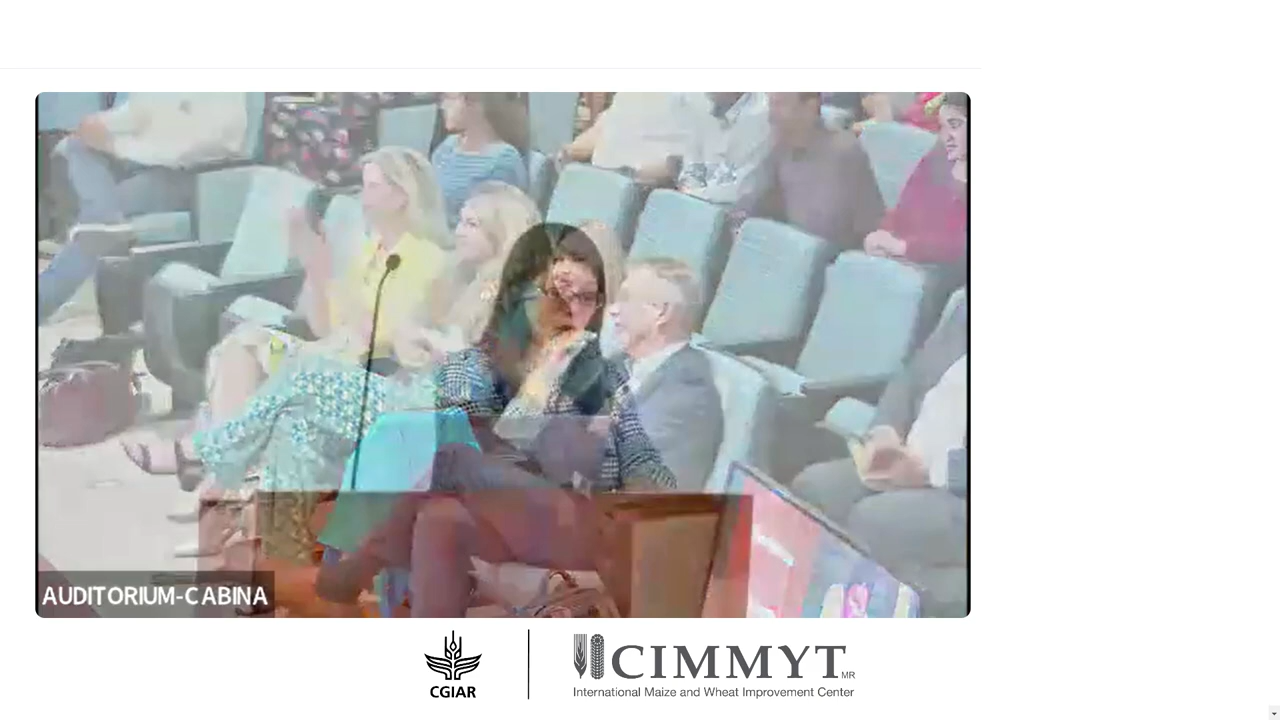 AUDITORIUM-CABINA
CGIAR
CIMMYT
MR
International Maize and Wheat Improvement Center